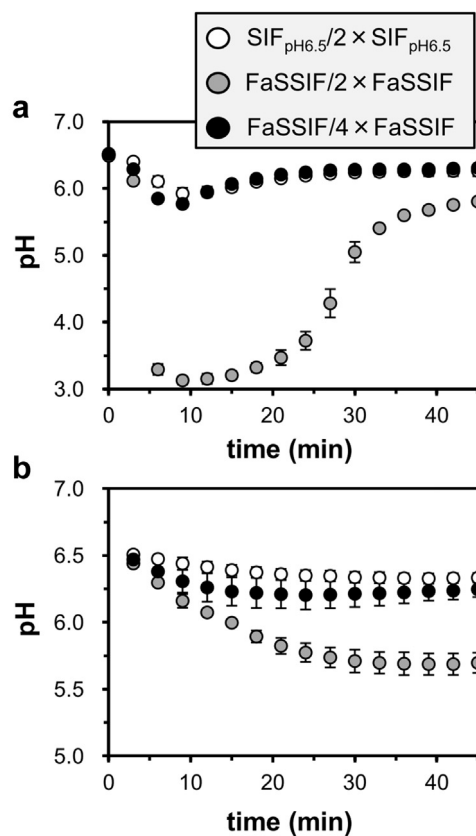 SIFpH6.5/2 × SIFpH6.5
FaSSIF/2 × FaSSIF
FaSSIF/4 × FaSSIF
a
7.0
6.0
5.0
4.0
3.0
pH
0 10 20 30 40
time (min)
b
7.0
6.5
6.0
5.5
5.0
pH
0 10 20 30 40
time (min)